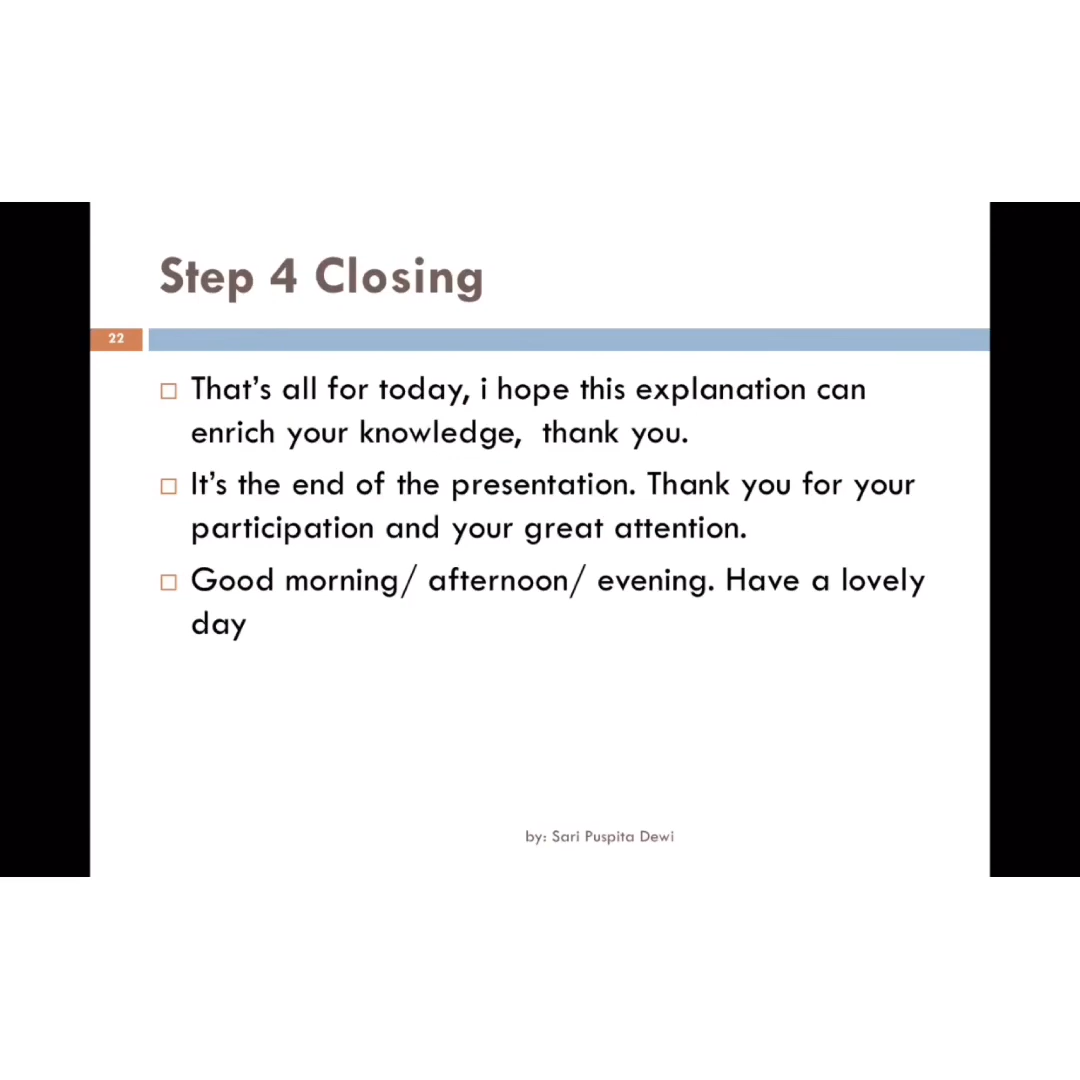 Step 4 Closing
22
That's all for today, i hope this explanation can
enrich your knowledge,  thank you.
It's the end of the presentation. Thank you for your
participation and your great attention.
Good morning/ afternoon/ evening. Have a lovely
day
by: Sari Puspita Dewi